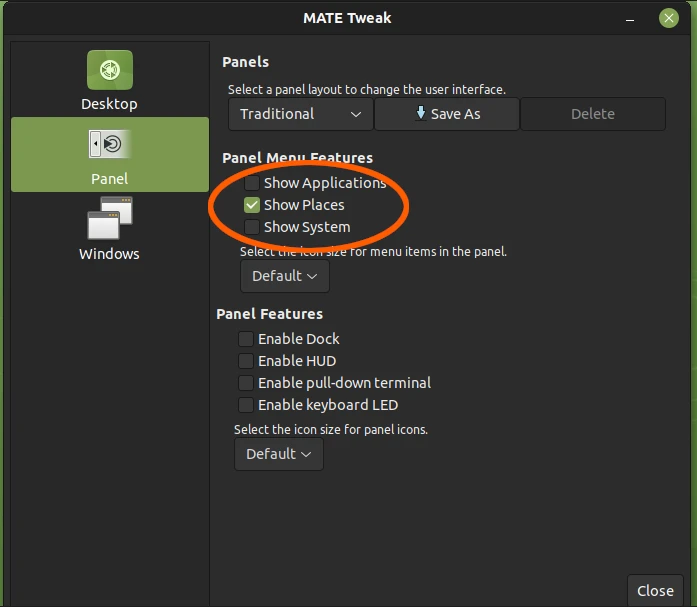 MATE Tweak
Desktop
Panel
Windows
Panels
Select a panel layout to change the user interface.
Traditional
Save As
Delete
Panel Menu Features
Show Applications
Show Places
Show System
Select the icon size for menu items in the panel.
Default
Panel Features
Enable Dock
Enable HUD
Enable pull-down terminal
Enable keyboard LED
Select the icon size for panel icons.
Default
Close